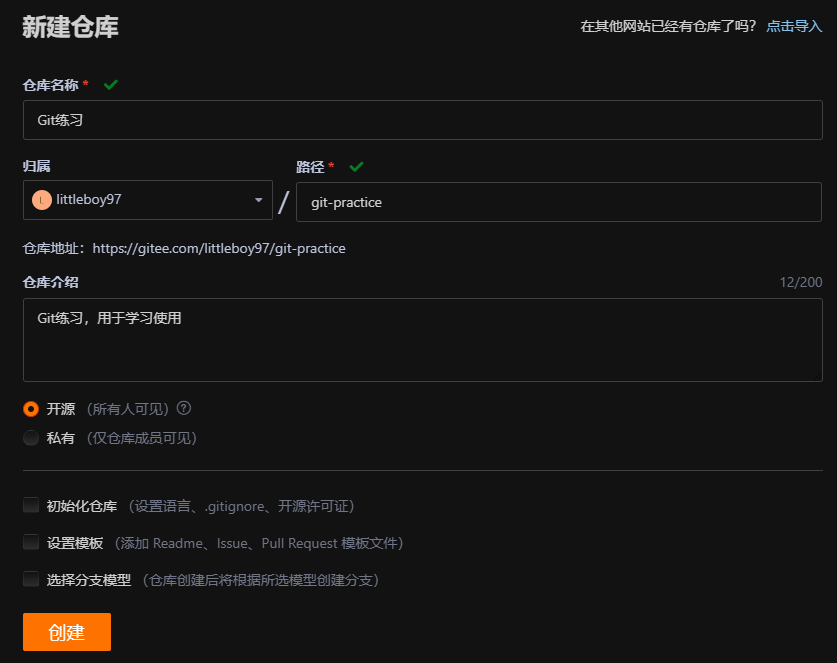 新建仓库
在其他网站已经有仓库了吗? 点击导入
仓库名称 *
Git练习
归属
路径 *
L littleboy97
/
git-practice
仓库地址：https://gitee.com/littleboy97/git-practice
仓库介绍
12/200
Git练习，用于学习使用
开源（所有人可见）?
私有（仅仓库成员可见）
初始化仓库（设置语言、.gitignore、开源许可证）
设置模板（添加 Readme、Issue、Pull Request 模板文件）
选择分支模型（仓库创建后将根据所选模型创建分支）
创建